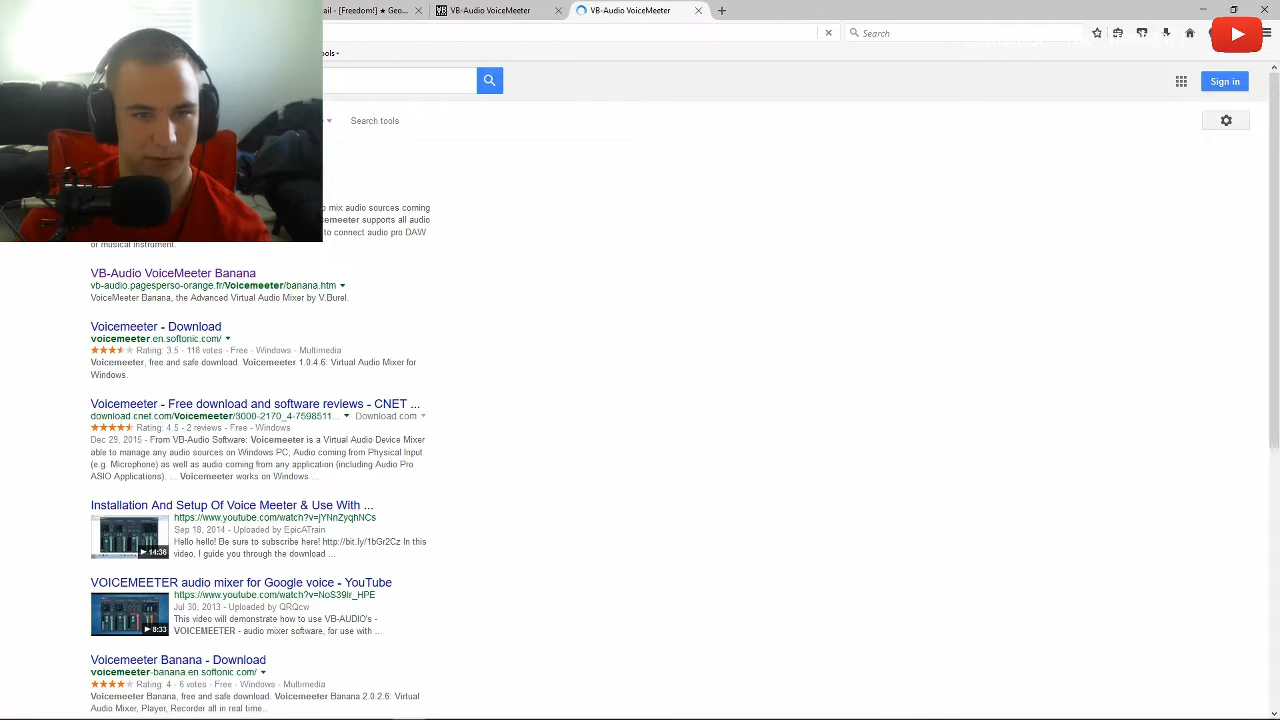 ail - [Freedom!] ★ Geo...
VB-Audio VoiceMeeter
VB-Audio VoiceMeeter
Search
ools
Sign in
Search tools
o mix audio sources coming
emeeter supports all audio
to connect audio pro DAW
or musical instrument.
VB-Audio VoiceMeeter Banana
vb-audio.pagesperso-orange.fr/Voicemeeter/banana.htm
VoiceMeeter Banana, the Advanced Virtual Audio Mixer by V.Burel.
Voicemeeter - Download
voicemeeter.en.softonic.com/
Rating: 3.5 - 118 votes - Free - Windows - Multimedia
Voicemeeter, free and safe download. Voicemeeter 1.0.4.6: Virtual Audio Mixer for
Windows.
Voicemeeter - Free download and software reviews - CNET ...
download.cnet.com/Voicemeeter/3000-2170_4-7598511... Download.com
Rating: 4.5 - 2 reviews - Free - Windows
Dec 29, 2015 - From VB-Audio Software: Voicemeeter is a Virtual Audio Device Mixer
able to manage any audio sources on Windows PC, Audio coming from Physical Input
(e.g. Microphone) as well as audio coming from any application (including Audio Pro
ASIO Applications). ... Voicemeeter works on Windows ...
Installation And Setup Of Voice Meeter & Use With ...
https://www.youtube.com/watch?v=jYNnZyqhNCs
Sep 18, 2014 - Uploaded by EpicATrain
Hello hello! Be sure to subscribe here! http://bit.ly/1bGr2Cz In this
video, I guide you through the download ...
14:36
VOICEMEETER audio mixer for Google voice - YouTube
https://www.youtube.com/watch?v=NoS39Ir_HPE
Jul 30, 2013 - Uploaded by QRQcw
This video will demonstrate how to use VB-AUDIO's -
VOICEMEETER - audio mixer software, for use with ...
8:33
Voicemeeter Banana - Download
voicemeeter-banana.en.softonic.com/
Rating: 4 - 6 votes - Free - Windows - Multimedia
Voicemeeter Banana, free and safe download. Voicemeeter Banana 2.0.2.6: Virtual
Audio Mixer, Player, Recorder all in real time..